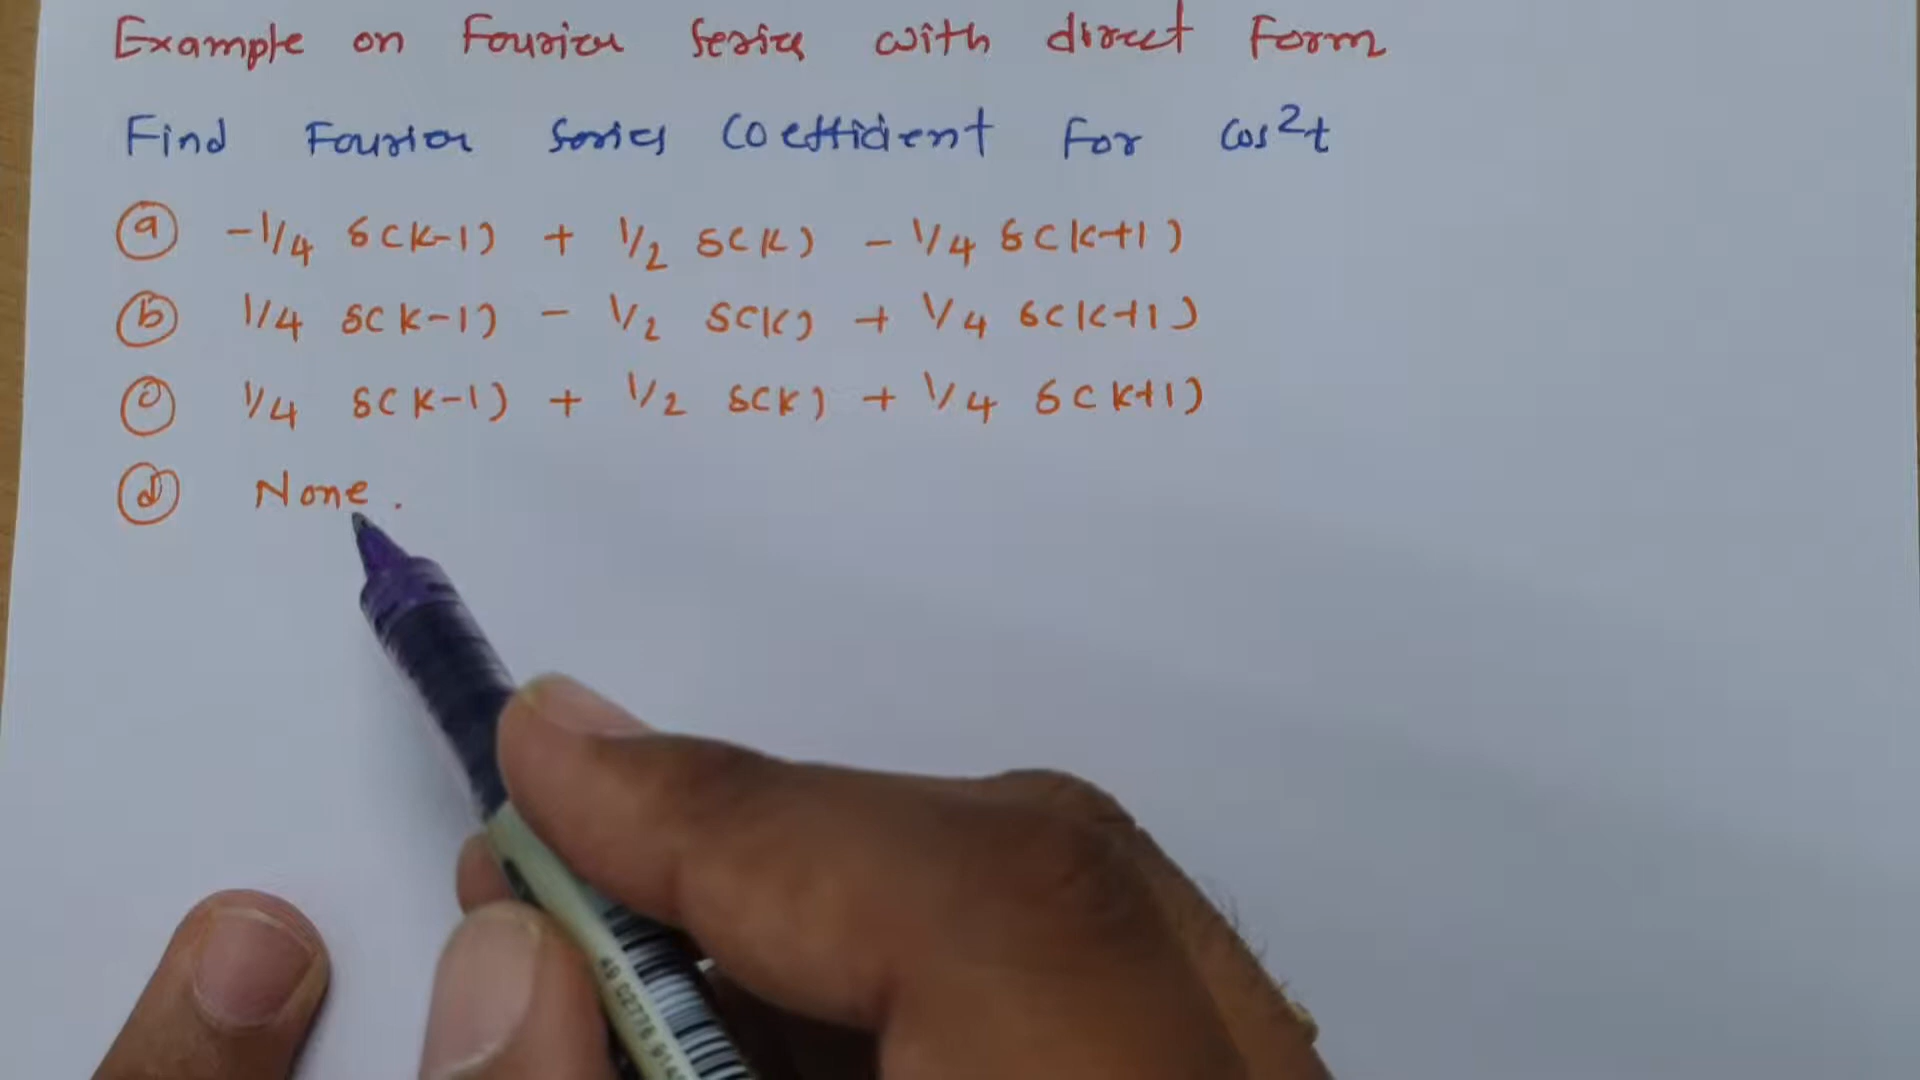 Example on Fourier Series with direct Form
Find Fourier Series Coefficient For cos²t
(a) -1/4 δ(k-1) + 1/2 δ(k) - 1/4 δ(k+1)
(b) 1/4 δ(k-1) - 1/2 δ(k) + 1/4 δ(k+1)
(c) 1/4 δ(k-1) + 1/2 δ(k) + 1/4 δ(k+1)
(d) None.